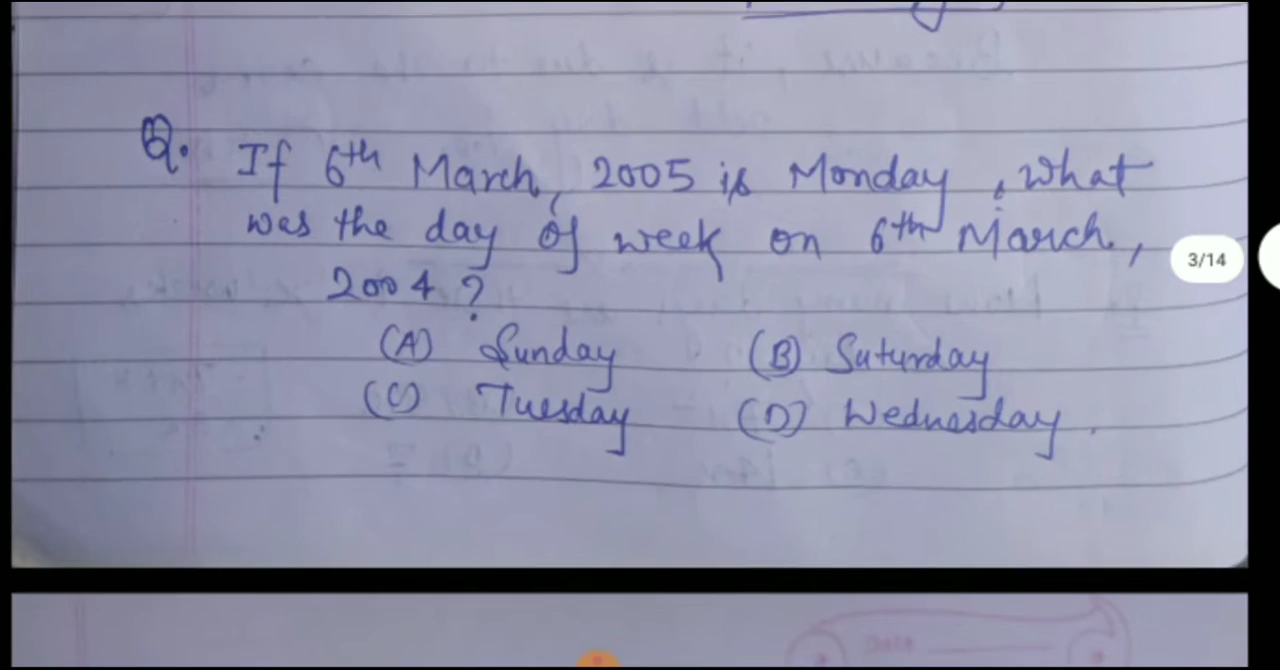 Q. If 6th March, 2005 is Monday, what
was the day of week on 6th March,
2004?
(A) Sunday (B) Saturday
(C) Tuesday (D) Wednesday.
3/14
Date